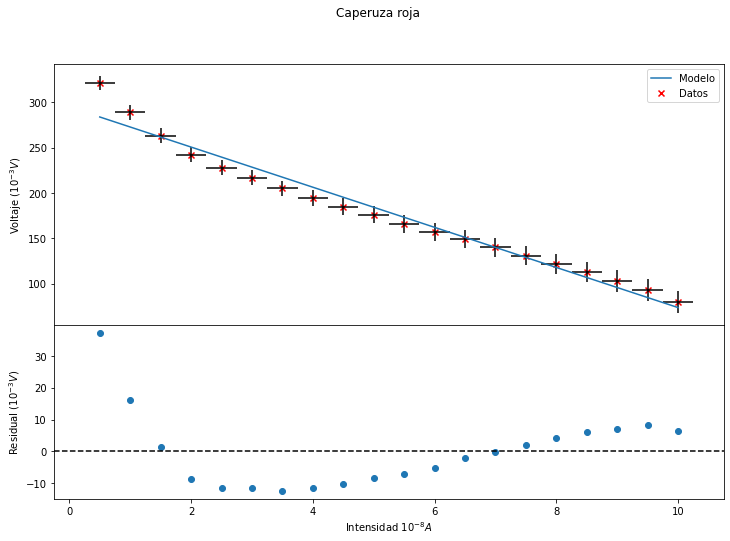 Caperuza roja
Modelo
Datos
Voltaje (10⁻³V)
300
250
200
150
100
Residual (10⁻³V)
30
20
10
0
−10
0
2
4
6
8
10
Intensidad 10⁻⁸A